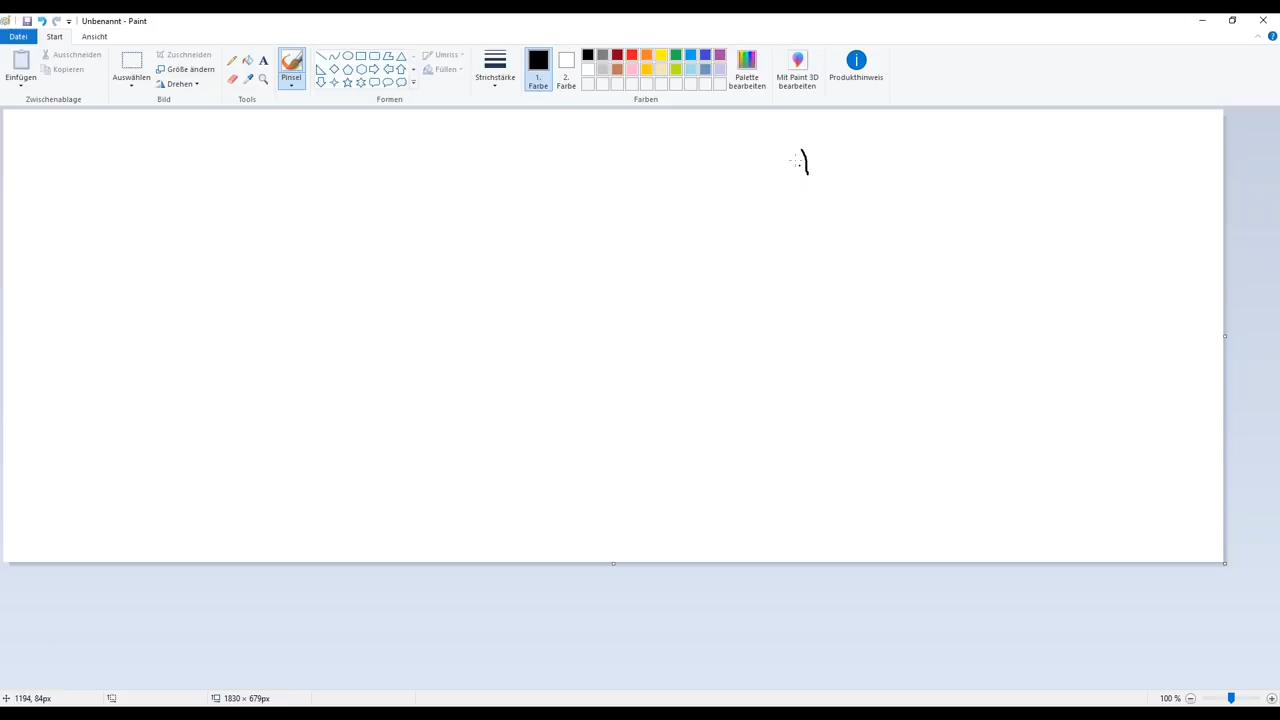 Unbenannt - Paint
Datei Start Ansicht
Einfügen
Ausschneiden
Kopieren
Zwischenablage
Auswählen
Zuschneiden
Größe ändern
Drehen
Bild
A
Tools
Pinsel
Formen
Umriss
Füllen
Strichstärke
1.
Farbe
2.
Farbe
Farben
Palette
bearbeiten
Mit Paint 3D
bearbeiten
Produkthinweis
1194, 84px
1830 × 679px
100 %